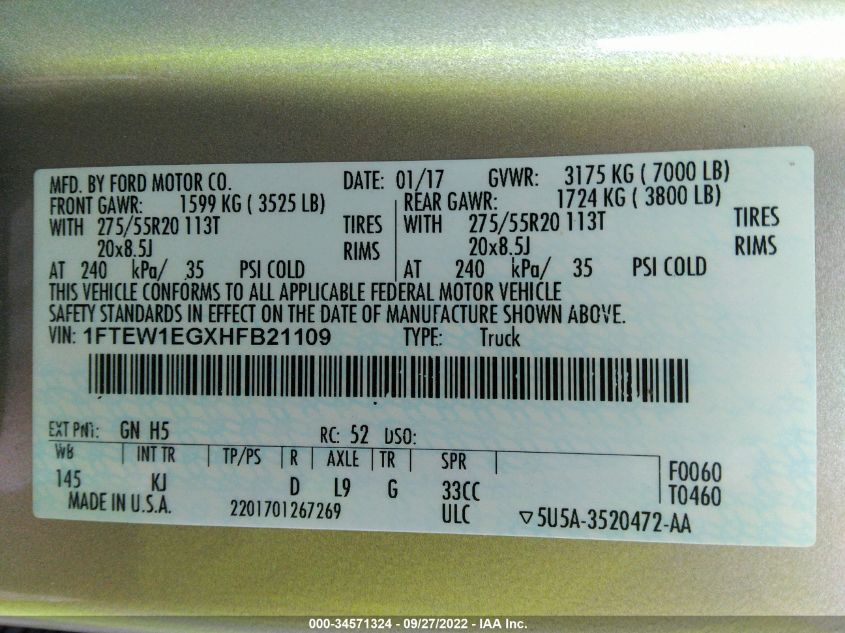 MFD. BY FORD MOTOR CO. DATE: 01/17 GVWR: 3175 KG ( 7000 LB)
FRONT GAWR: 1599 KG ( 3525 LB) REAR GAWR: 1724 KG ( 3800 LB)
WITH 275/55R20 113T TIRES WITH 275/55R20 113T TIRES
20x8.5J RIMS 20x8.5J RIMS
AT 240 kPa/ 35 PSI COLD AT 240 kPa/ 35 PSI COLD
THIS VEHICLE CONFORMS TO ALL APPLICABLE FEDERAL MOTOR VEHICLE
SAFETY STANDARDS IN EFFECT ON THE DATE OF MANUFACTURE SHOWN ABOVE.
VIN: 1FTEW1EGXHFB21109 TYPE: Truck
EXT PNT: GN H5 RC: 52 DSO:
WB INT TR TP/PS R AXLE TR SPR F0060
145 KJ D L9 G 33CC T0460
MADE IN U.S.A. 2201701267269 ULC ▽5U5A-3520472-AA
000-34571324 - 09/27/2022 - IAA Inc.